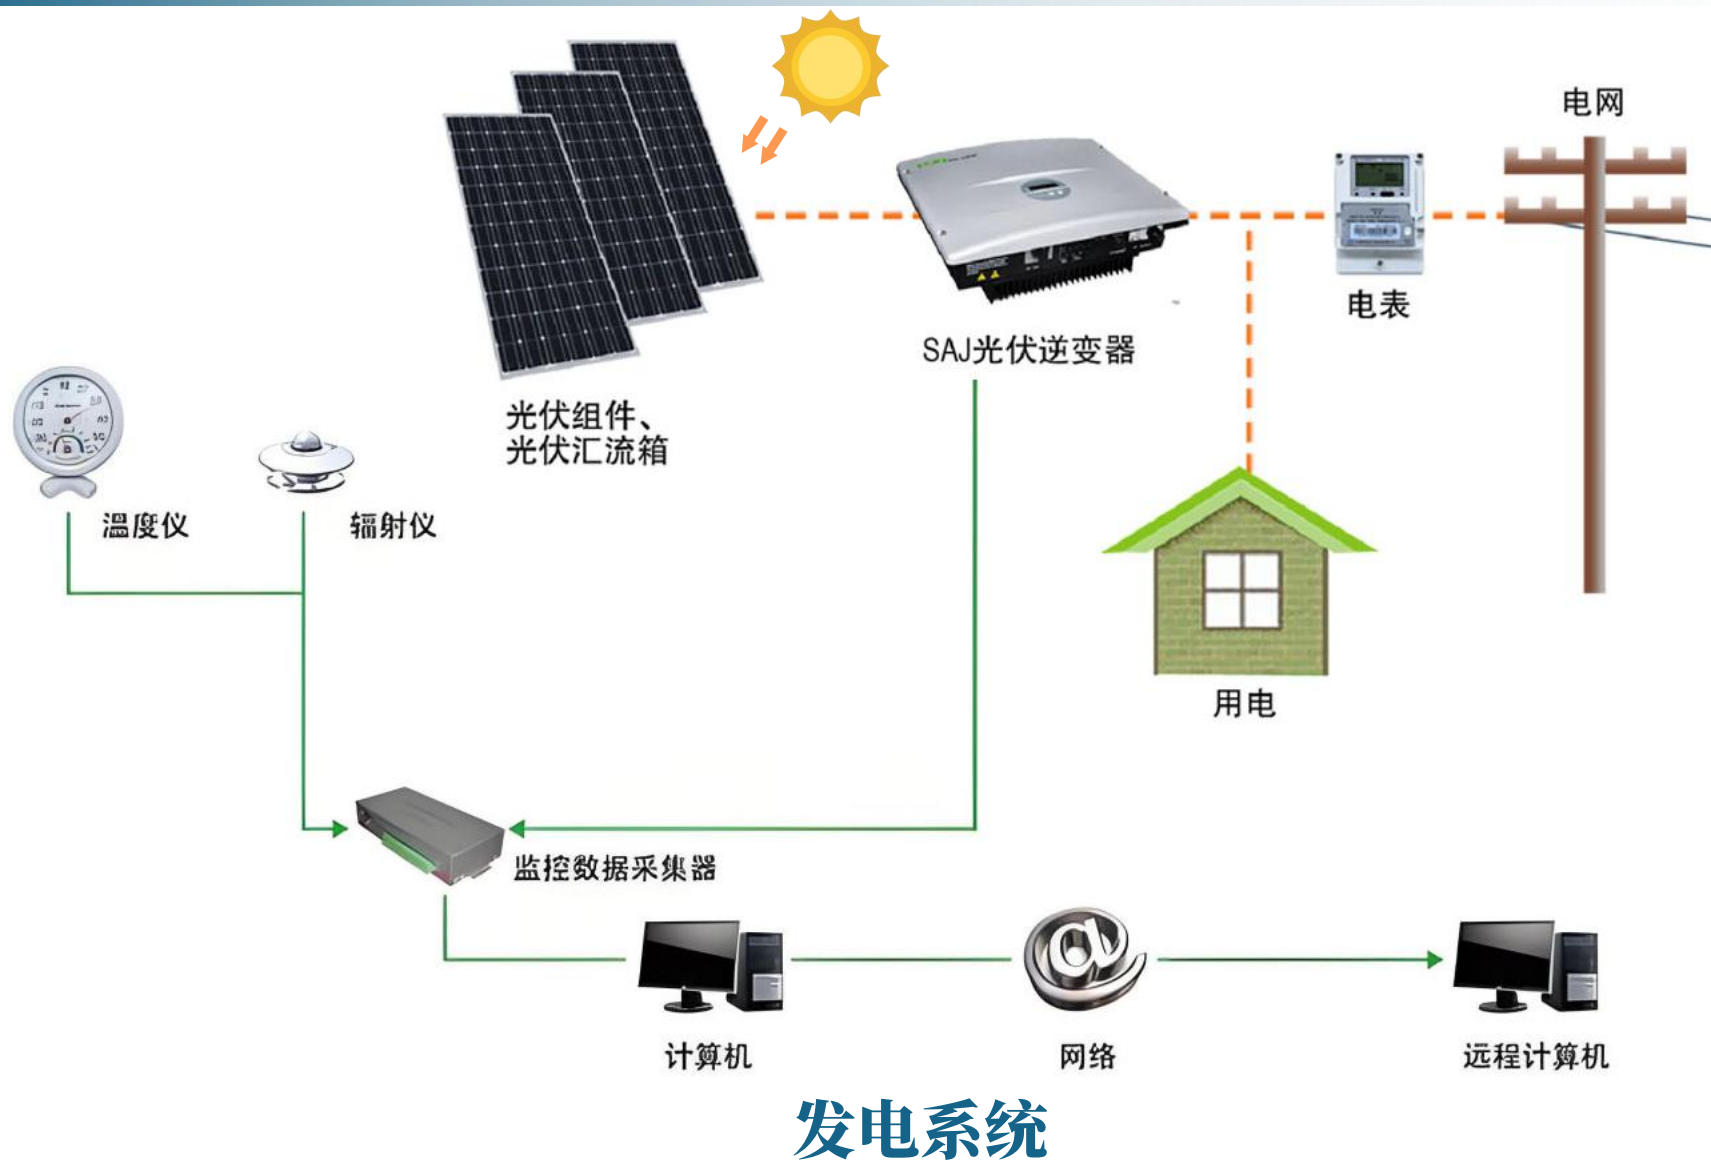 电网
电表
SAJ光伏逆变器
光伏组件、
光伏汇流箱
温度仪
辐射仪
用电
监控数据采集器
计算机
网络
远程计算机
发电系统